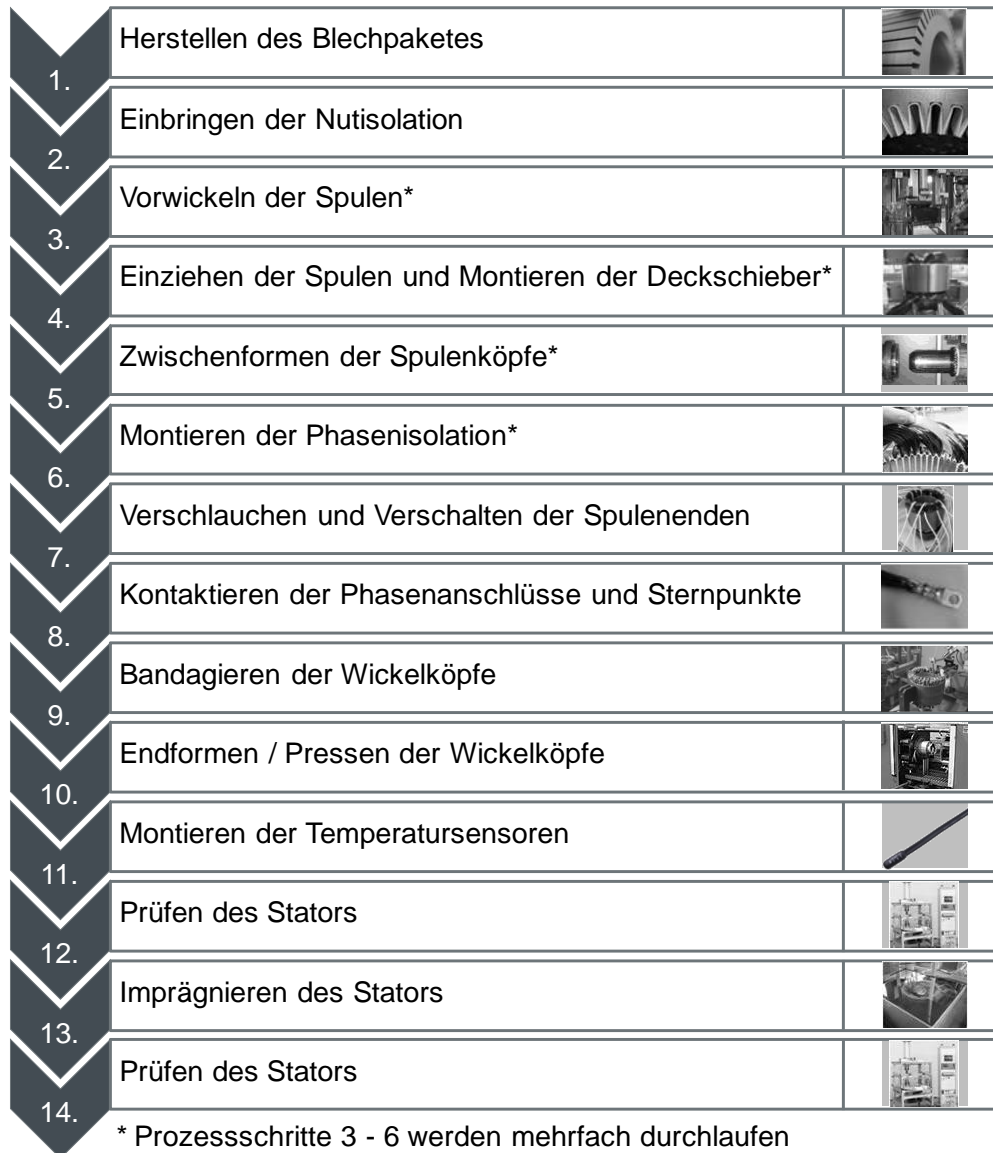 1. Herstellen des Blechpaketes
2. Einbringen der Nutisolation
3. Vorwickeln der Spulen*
4. Einziehen der Spulen und Montieren der Deckschieber*
5. Zwischenformen der Spulenköpfe*
6. Montieren der Phasenisolation*
7. Verschlauchen und Verschalten der Spulenenden
8. Kontaktieren der Phasenanschlüsse und Sternpunkte
9. Bandagieren der Wickelköpfe
10. Endformen / Pressen der Wickelköpfe
11. Montieren der Temperatursensoren
12. Prüfen des Stators
13. Imprägnieren des Stators
14. Prüfen des Stators
* Prozessschritte 3 - 6 werden mehrfach durchlaufen